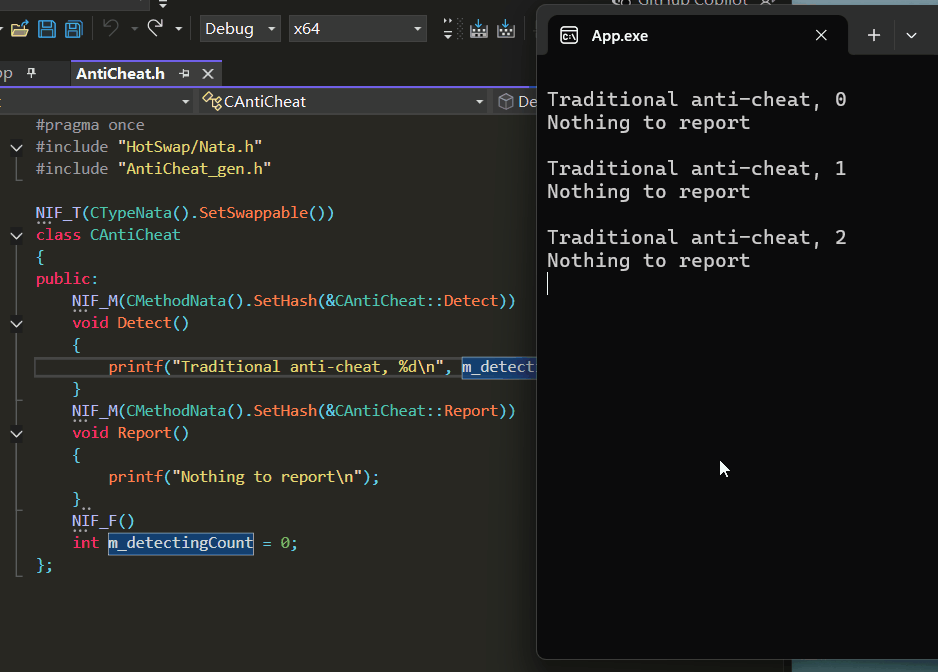 GitHub Copilot
Debug
x64
AntiCheat.h
CAntiCheat
De
#pragma once
#include "HotSwap/Nata.h"
#include "AntiCheat_gen.h"
NIF_T(CTypeNata().SetSwappable())
class CAntiCheat
{
public:
NIF_M(CMethodNata().SetHash(&CAntiCheat::Detect))
void Detect()
{
printf("Traditional anti-cheat, %d\n", m_detect
}
NIF_M(CMethodNata().SetHash(&CAntiCheat::Report))
void Report()
{
printf("Nothing to report\n");
}
NIF_F()
int m_detectingCount = 0;
};
App.exe
Traditional anti-cheat, 0
Nothing to report
Traditional anti-cheat, 1
Nothing to report
Traditional anti-cheat, 2
Nothing to report